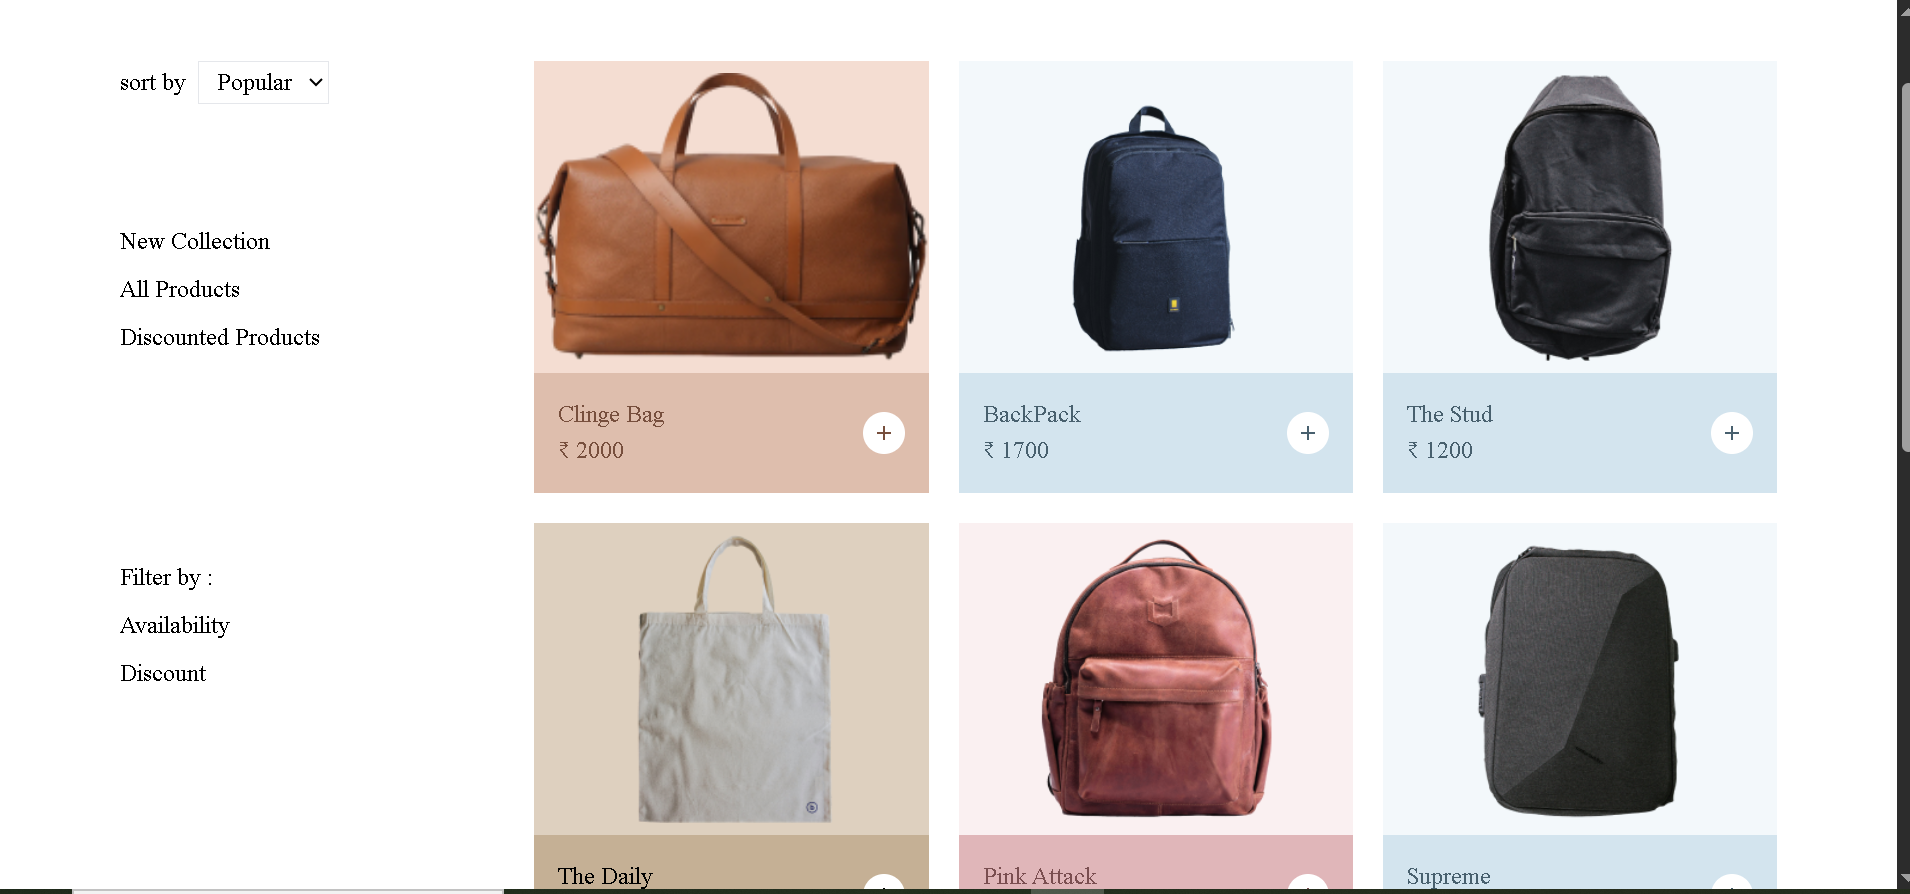 sort by Popular
New Collection
All Products
Discounted Products
Filter by :
Availability
Discount
Clinge Bag
₹ 2000
BackPack
₹ 1700
The Stud
₹ 1200
The Daily
Pink Attack
Supreme